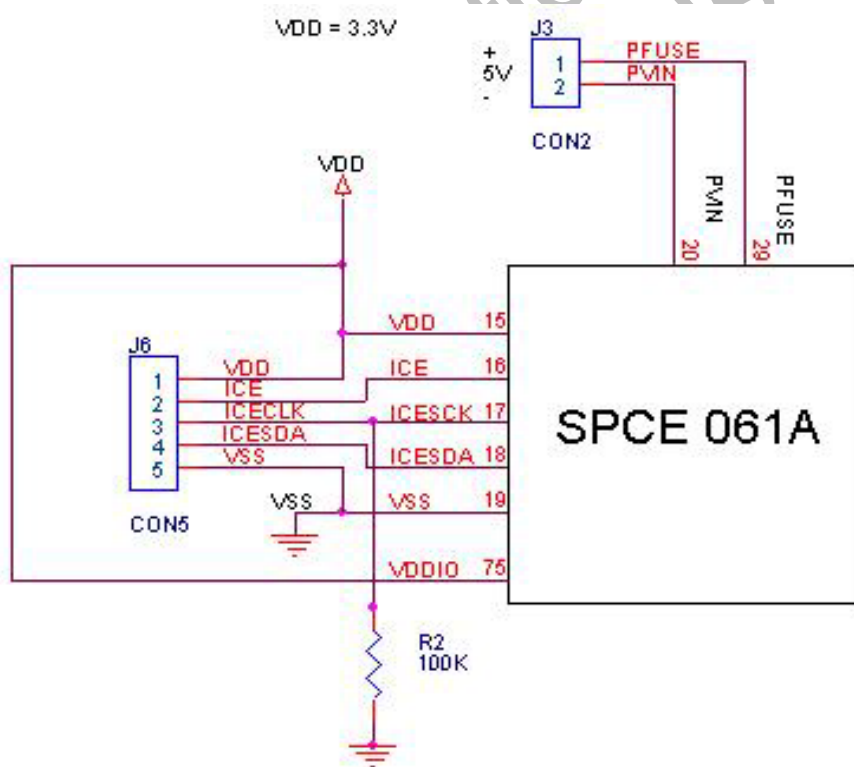 VDD = 3.3V
J3
+
5V
-
1
2
PFUSE
PVIN
CON2
VDD
PVIN
PFUSE
20
29
J6
1
2
3
4
5
VDD
ICE
ICECLK
ICESDA
VSS
CON5
VSS
VDD 15
ICE 16
ICESCK 17
ICESDA 18
VSS 19
VDDIO 75
SPCE 061A
R2
100K